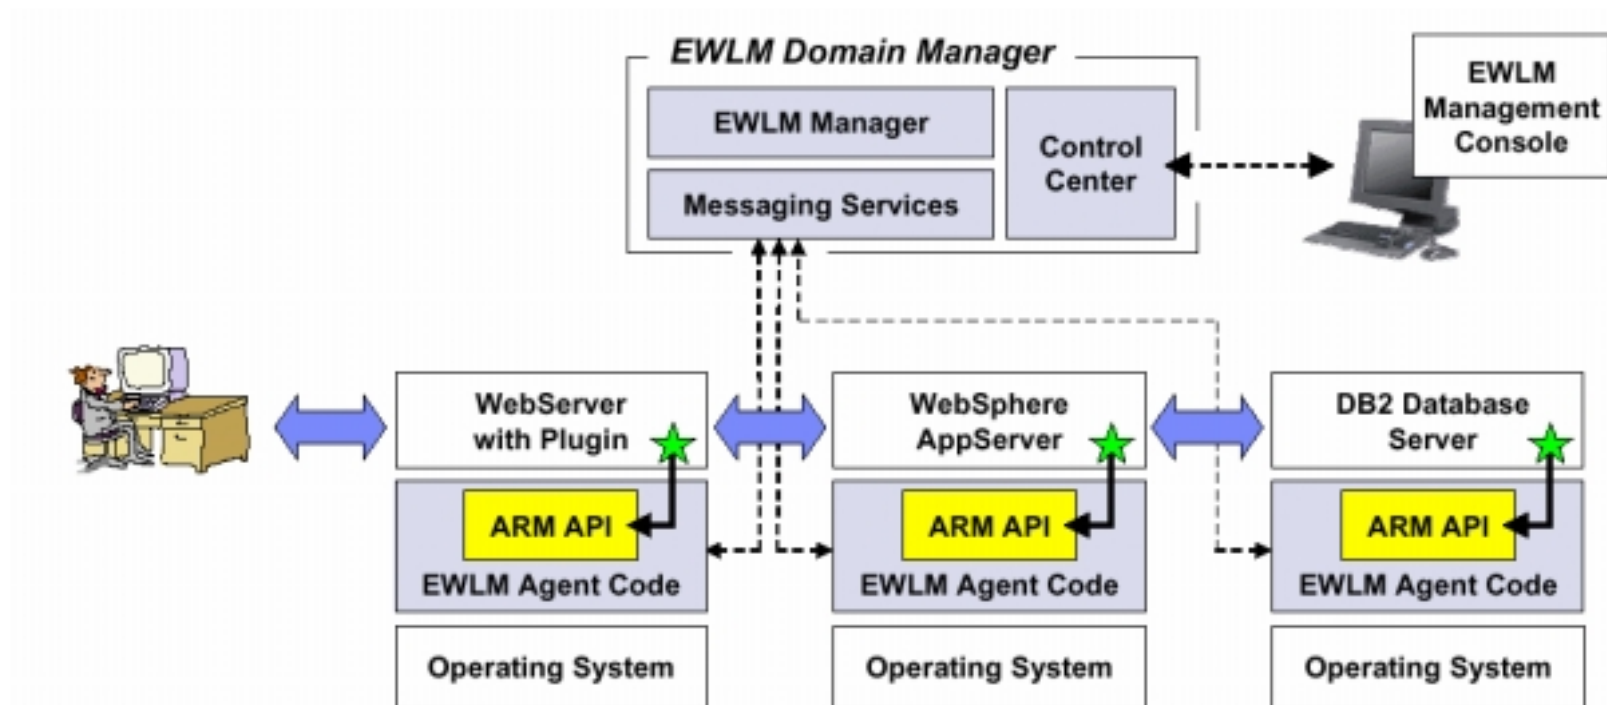 EWLM Domain Manager
EWLM Manager
Messaging Services
Control
Center
EWLM
Management
Console
WebServer
with Plugin
WebSphere
AppServer
DB2 Database
Server
ARM API
EWLM Agent Code
ARM API
EWLM Agent Code
ARM API
EWLM Agent Code
Operating System
Operating System
Operating System